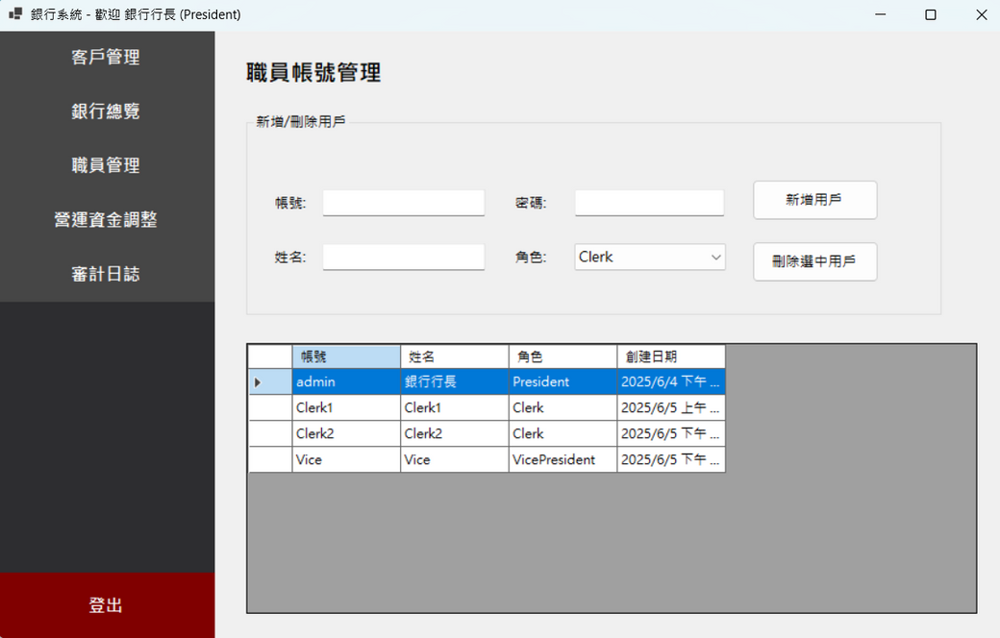 銀行系統 - 歡迎 銀行行長 (President)
客戶管理
銀行總覽
職員管理
營運資金調整
審計日誌
登出
職員帳號管理
新增/刪除用戶
帳號: 密碼: 新增用戶
姓名: 角色: Clerk 刪除選中用戶
帳號 姓名 角色 創建日期
admin 銀行行長 President 2025/6/4 下午 ...
Clerk1 Clerk1 Clerk 2025/6/5 上午 ...
Clerk2 Clerk2 Clerk 2025/6/5 下午 ...
Vice Vice VicePresident 2025/6/5 下午 ...